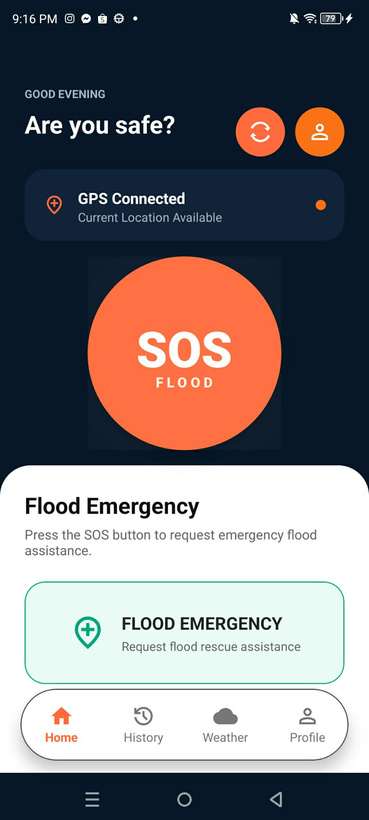 9:16 PM
79
GOOD EVENING
Are you safe?
GPS Connected
Current Location Available
SOS
FLOOD
Flood Emergency
Press the SOS button to request emergency flood
assistance.
FLOOD EMERGENCY
Request flood rescue assistance
Home
History
Weather
Profile